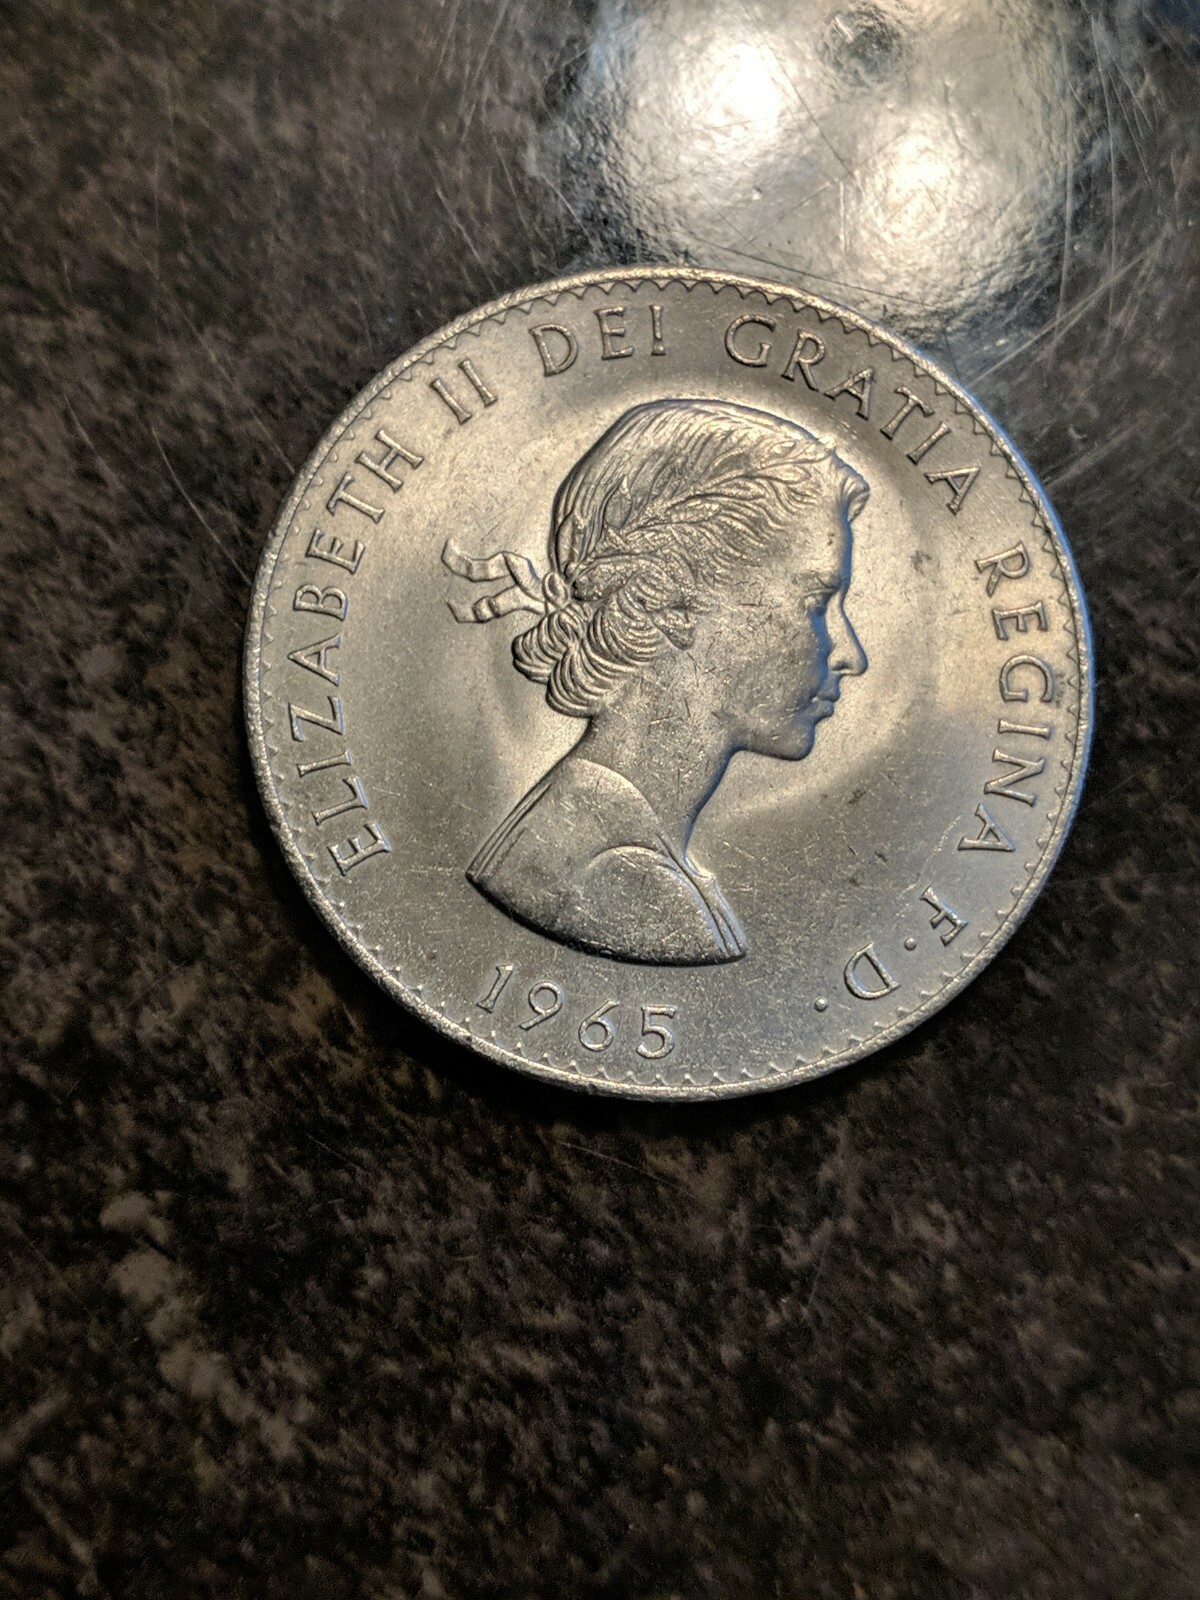 ELIZABETH II DEI GRATIA REGINA F·D·
1965